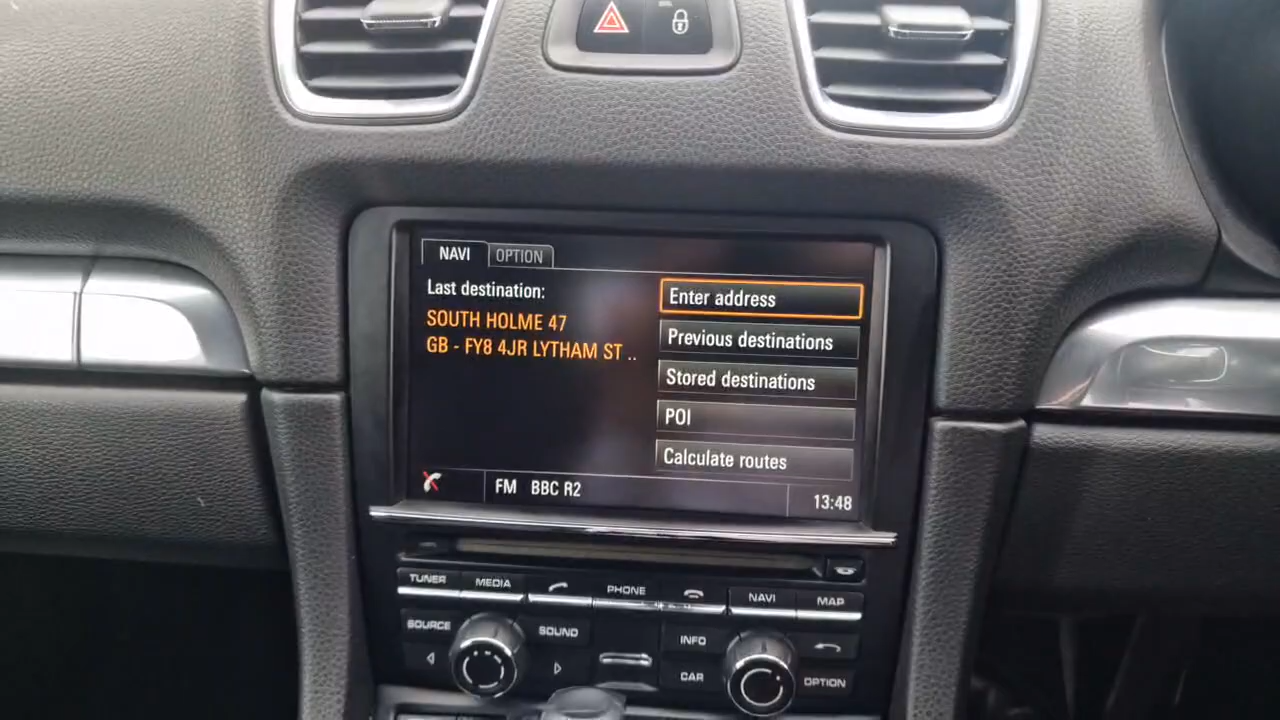 NAVI OPTION
Last destination:
SOUTH HOLME 47
GB - FY8 4JR LYTHAM ST ..
Enter address
Previous destinations
Stored destinations
POI
Calculate routes
FM BBC R2
13:48
TUNER MEDIA PHONE NAVI MAP
SOURCE SOUND INFO
CAR OPTION